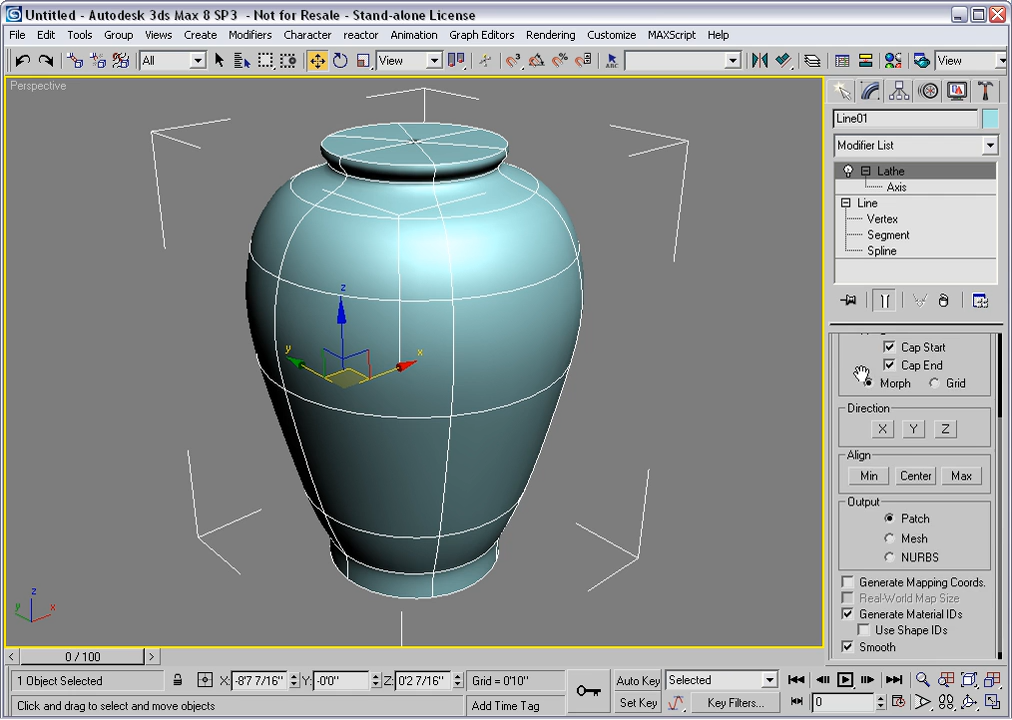 Untitled - Autodesk 3ds Max 8 SP3 - Not for Resale - Stand-alone License
File Edit Tools Group Views Create Modifiers Character reactor Animation Graph Editors Rendering Customize MAXScript Help
All View View
Perspective
Line01
Modifier List
Lathe
Axis
Line
Vertex
Segment
Spline
Cap Start
Cap End
Morph Grid
Direction
X Y Z
Align
Min Center Max
Output
Patch
Mesh
NURBS
Generate Mapping Coords.
Real-World Map Size
Generate Material IDs
Use Shape IDs
Smooth
z
y x
z
y x
< 0 / 100 >
1 Object Selected X: -8'7 7/16" Y: -0'0" Z: 0'2 7/16" Grid = 0'10" Auto Key Selected
Click and drag to select and move objects Add Time Tag Set Key Key Filters... 0